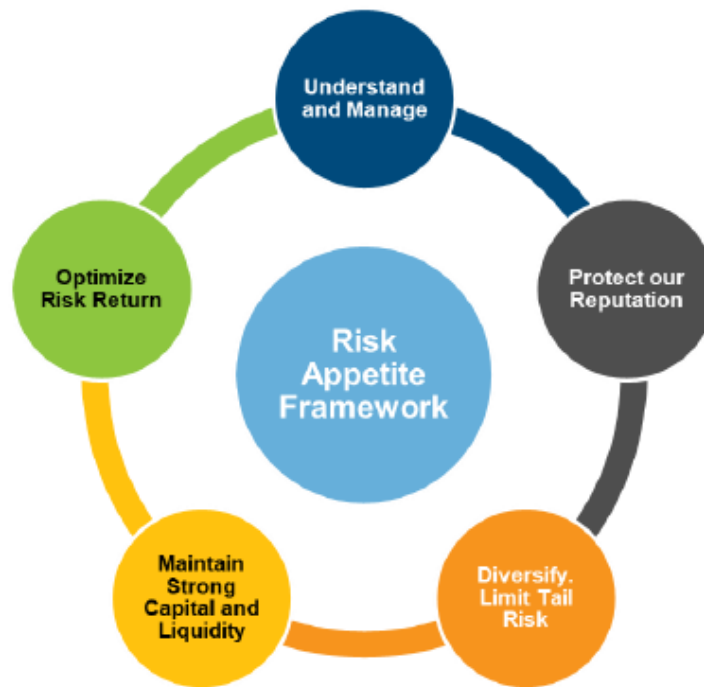 Understand
and Manage
Optimize
Risk Return
Protect our
Reputation
Risk
Appetite
Framework
Maintain
Strong
Capital and
Liquidity
Diversify.
Limit Tail
Risk